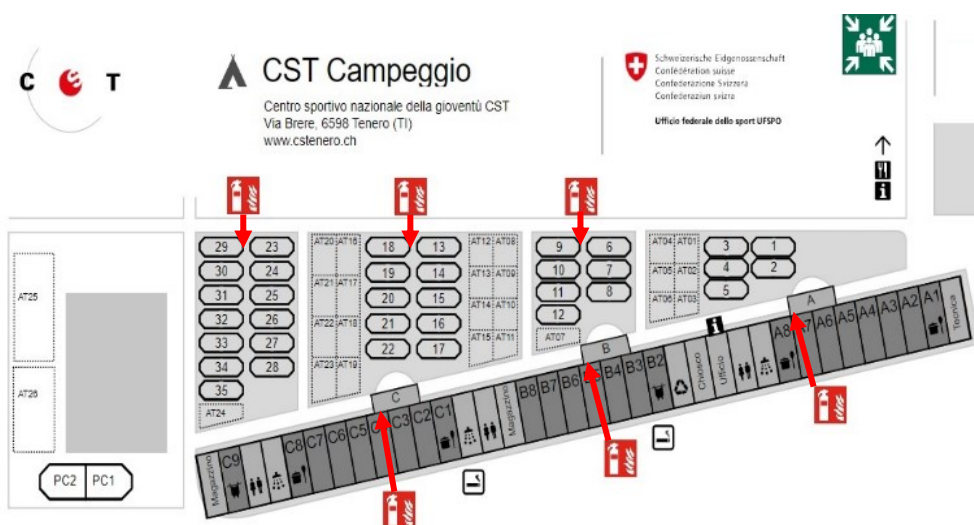 C S T
CST Campeggio
Centro sportivo nazionale della gioventù CST
Via Brere, 6598 Tenero (TI)
www.cstenero.ch
Schweizerische Eidgenossenschaft
Confédération suisse
Confederazione Svizzera
Confederaziun svizra
Ufficio federale dello sport UFSPO
29 23
30 24
31 25
32 26
33 27
34 28
35
AT24
AT20 AT16
AT21 AT17
AT22 AT18
AT23 AT19
18 13
19 14
20 15
21 16
22 17
AT12 AT08
AT13 AT09
AT14 AT10
AT15 AT11
9 6
10 7
11 8
12
AT07
AT04 AT01
AT05 AT02
AT06 AT03
3 1
4 2
5
AT25
AT26
PC2 PC1
C
B
A
Magazzino
C9
C8
C7
C6
C5
C3
C2
C1
Magazzino
B8
B7
B6
B4
B3
B2
Chiosco
Ufficio
A8
A6
A5
A4
A3
A2
A1
Tecnica